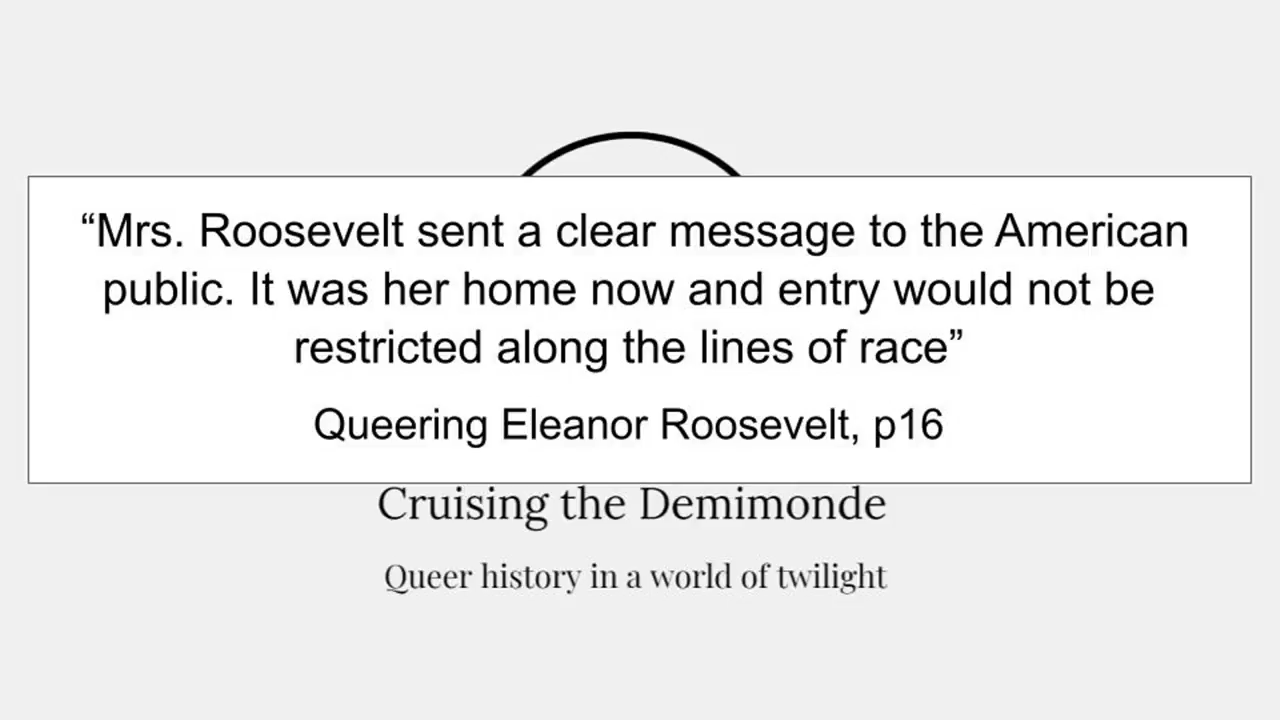 “Mrs. Roosevelt sent a clear message to the American
public. It was her home now and entry would not be
restricted along the lines of race”
Queering Eleanor Roosevelt, p16
Cruising the Demimonde
Queer history in a world of twilight